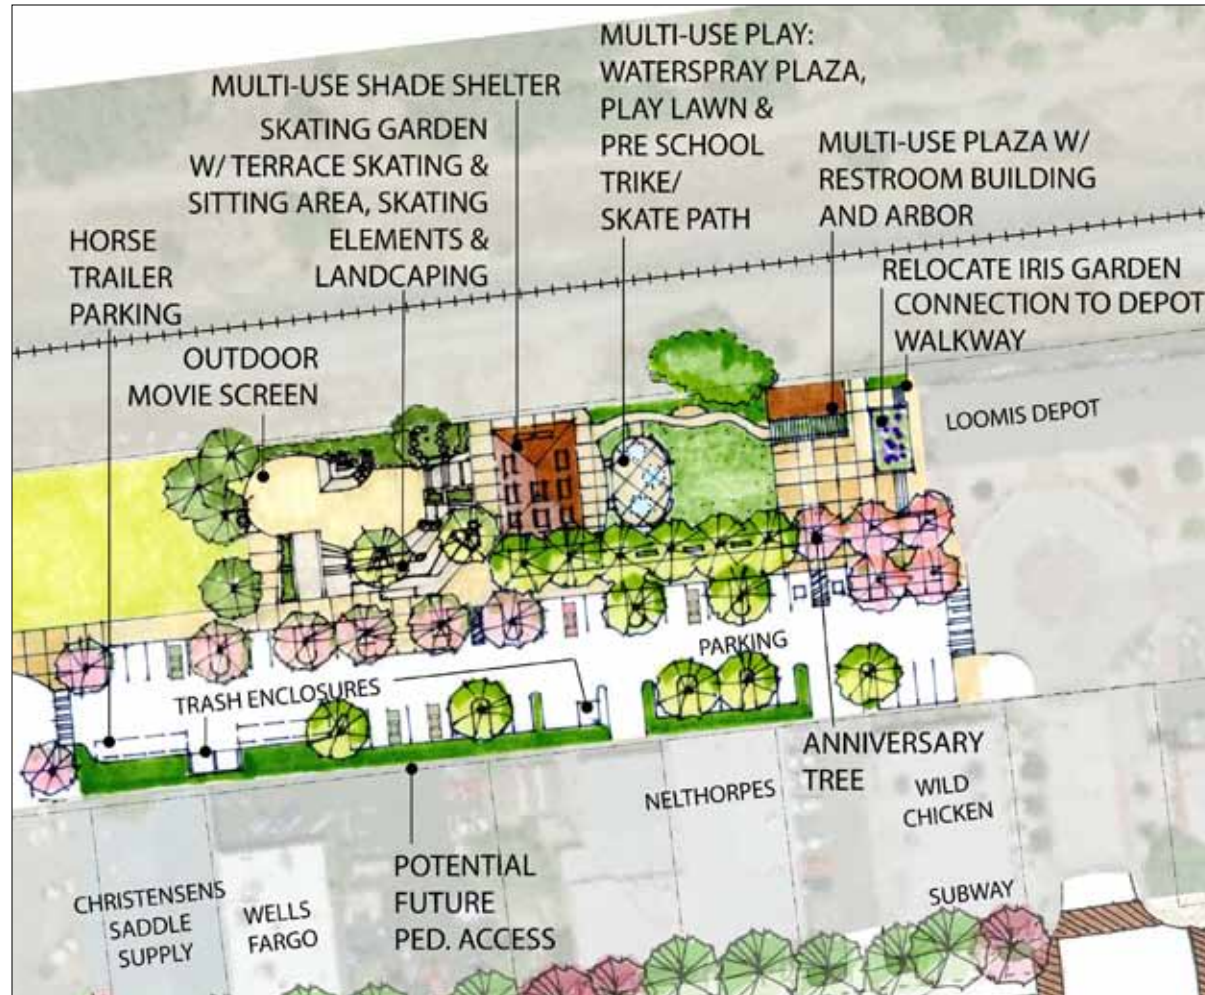 MULTI-USE SHADE SHELTER
SKATING GARDEN
W/ TERRACE SKATING &
SITTING AREA, SKATING
ELEMENTS &
LANDCAPING
MULTI-USE PLAY:
WATERSPRAY PLAZA,
PLAY LAWN &
PRE SCHOOL
TRIKE/
SKATE PATH
MULTI-USE PLAZA W/
RESTROOM BUILDING
AND ARBOR
HORSE
TRAILER
PARKING
OUTDOOR
MOVIE SCREEN
RELOCATE IRIS GARDEN
CONNECTION TO DEPOT
WALKWAY
LOOMIS DEPOT
PARKING
TRASH ENCLOSURES
ANNIVERSARY
TREE
NELTHORPES
WILD
CHICKEN
POTENTIAL
FUTURE
PED. ACCESS
CHRISTENSENS
SADDLE
SUPPLY
WELLS
FARGO
SUBWAY